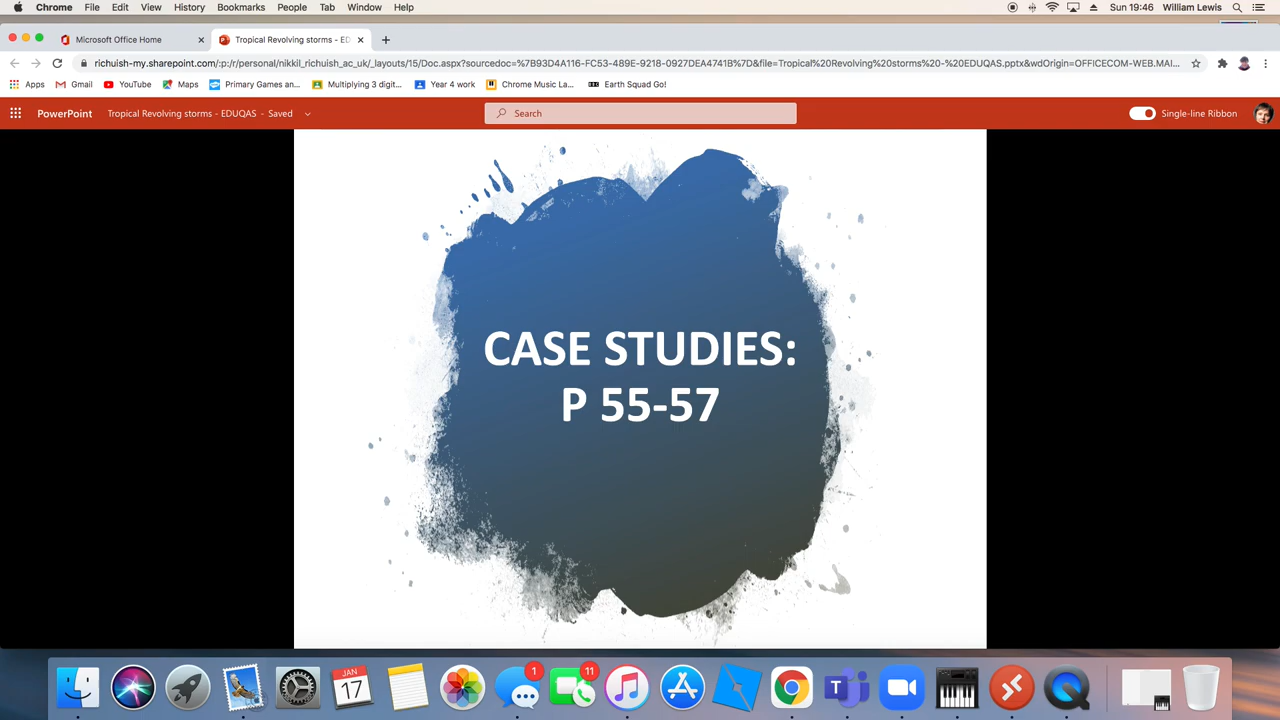 Chrome File Edit View History Bookmarks People Tab Window Help Sun 19:46 William Lewis
Microsoft Office Home Tropical Revolving storms - ED
richuish-my.sharepoint.com/:p:/r/personal/nikkil_richuish_ac_uk/_layouts/15/Doc.aspx?sourcedoc=%7B93D4A116-FC53-489E-9218-0927DEA4741B%7D&file=Tropical%20Revolving%20storms%20-%20EDUQAS.pptx&wdOrigin=OFFICECOM-WEB.MAI...
Apps Gmail YouTube Maps Primary Games an... Multiplying 3 digit... Year 4 work Chrome Music La... Earth Squad Go!
PowerPoint Tropical Revolving storms - EDUQAS - Saved Search Single-line Ribbon
CASE STUDIES:
P 55-57
JAN
17
1
11